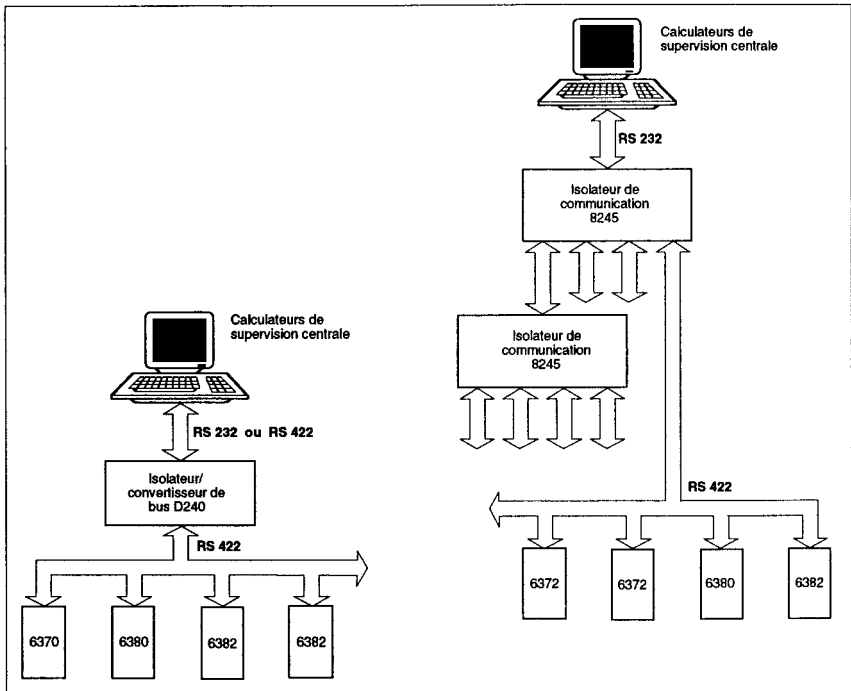 Calculateurs de
supervision centrale
RS 232
Isolateur de
communication
8245
Isolateur de
communication
8245
RS 422
6372
6372
6380
6382
Calculateurs de
supervision centrale
RS 232 ou RS 422
Isolateur/
convertisseur de
bus D240
RS 422
6370
6380
6382
6382